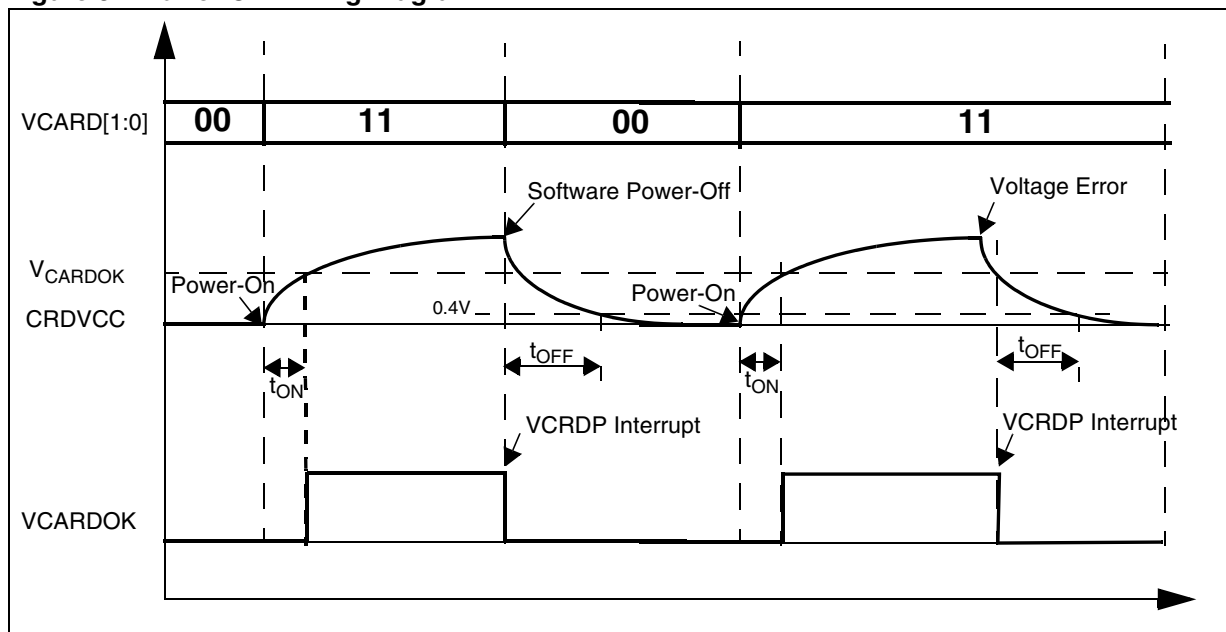 VCARD[1:0] 00 11 00 11
Software Power-Off Voltage Error
VCARDOK
Power-On Power-On
CRDVCC 0.4V
tON tOFF tON tOFF
VCRDP Interrupt VCRDP Interrupt
VCARDOK